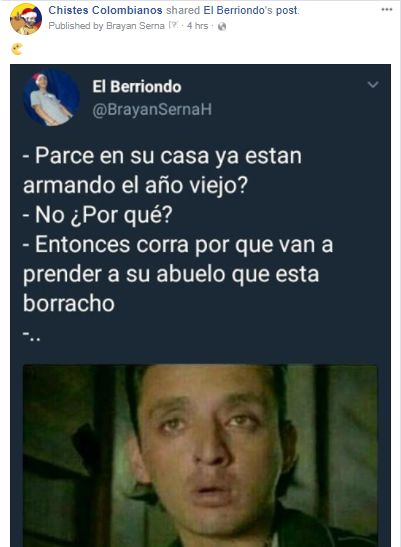 Chistes Colombianos shared El Berriondo's post.
Published by Brayan Serna [?] · 4 hrs ·
El Berriondo
@BrayanSernaH
- Parce en su casa ya estan
armando el año viejo?
- No ¿Por qué?
- Entonces corra por que van a
prender a su abuelo que esta
borracho
-..